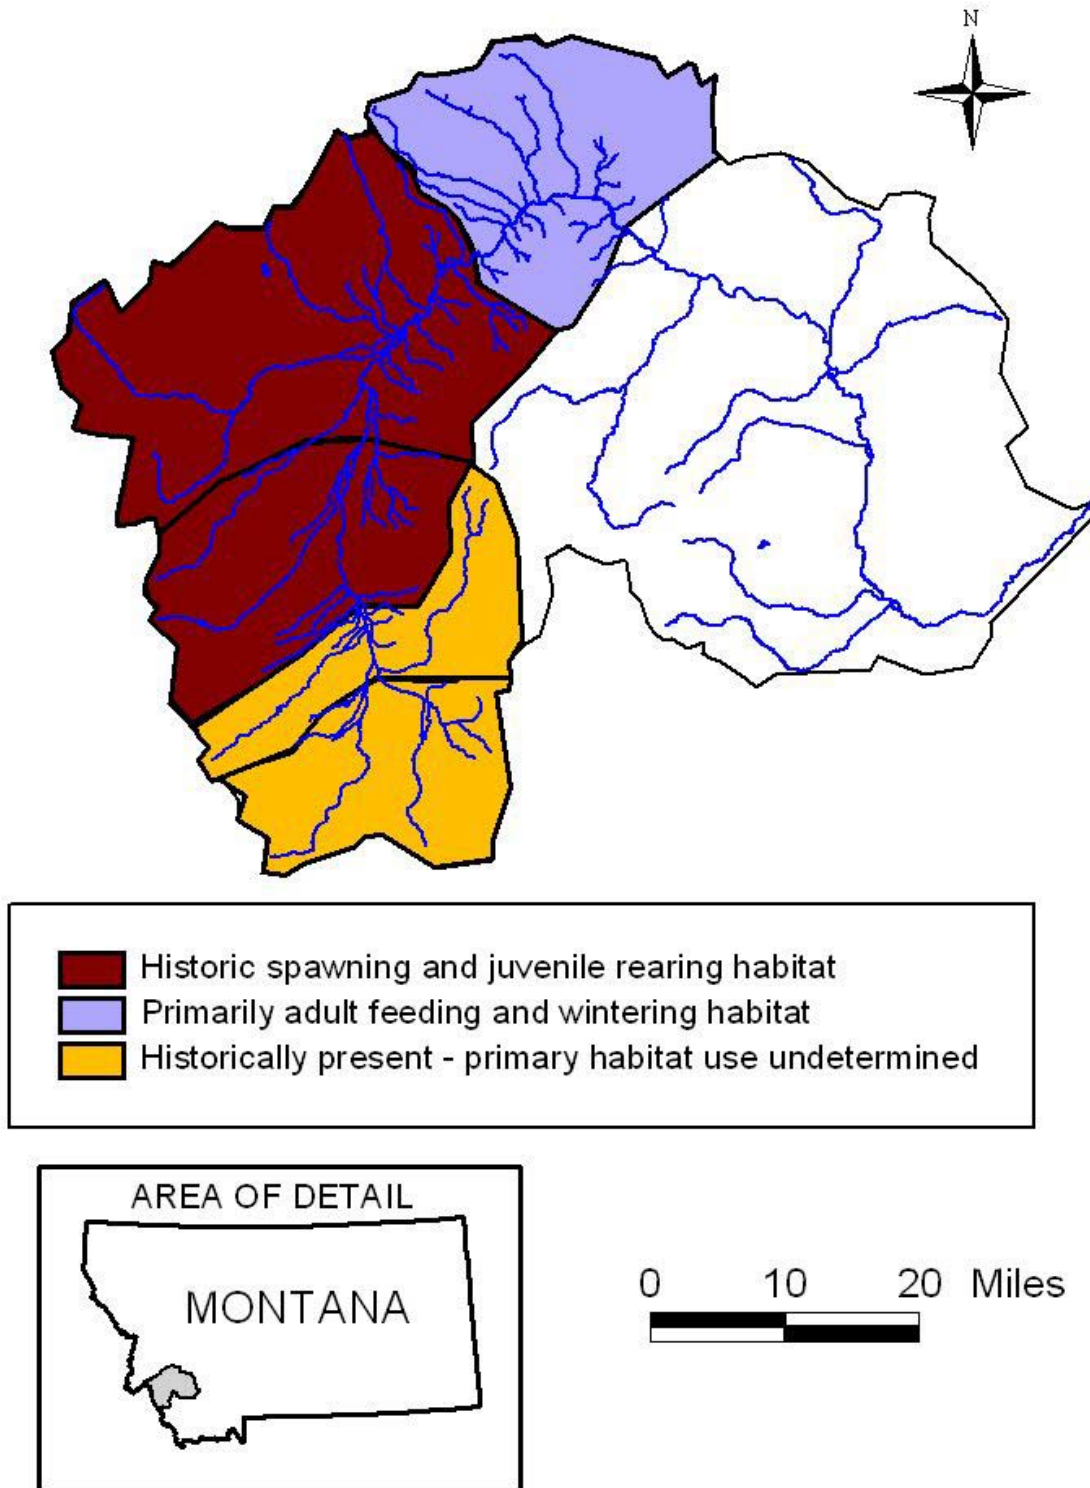 N
Historic spawning and juvenile rearing habitat
Primarily adult feeding and wintering habitat
Historically present - primary habitat use undetermined
AREA OF DETAIL
MONTANA
0 10 20 Miles